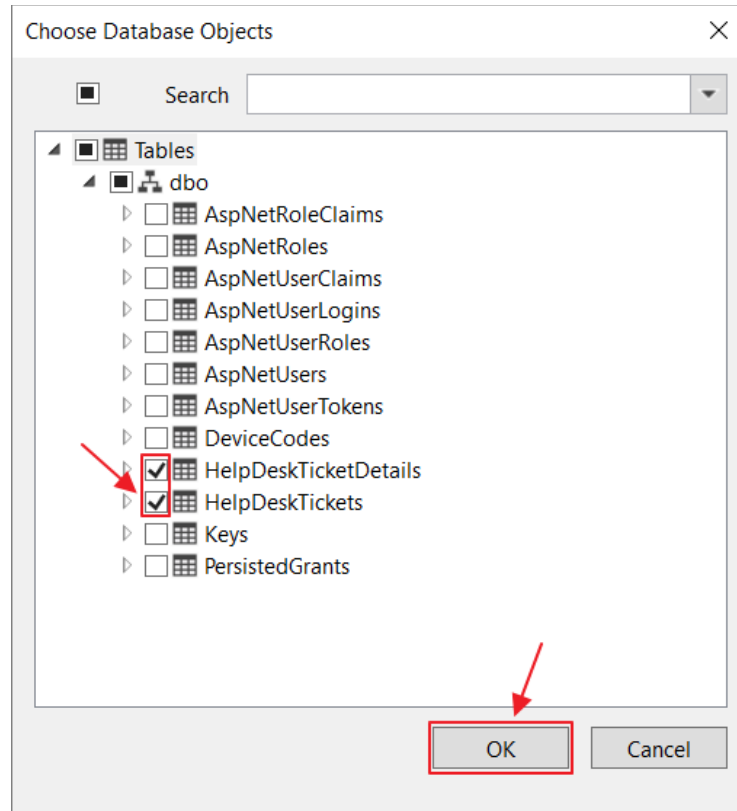 Choose Database Objects
Search
Tables
dbo
AspNetRoleClaims
AspNetRoles
AspNetUserClaims
AspNetUserLogins
AspNetUserRoles
AspNetUsers
AspNetUserTokens
DeviceCodes
HelpDeskTicketDetails
HelpDeskTickets
Keys
PersistedGrants
OK Cancel